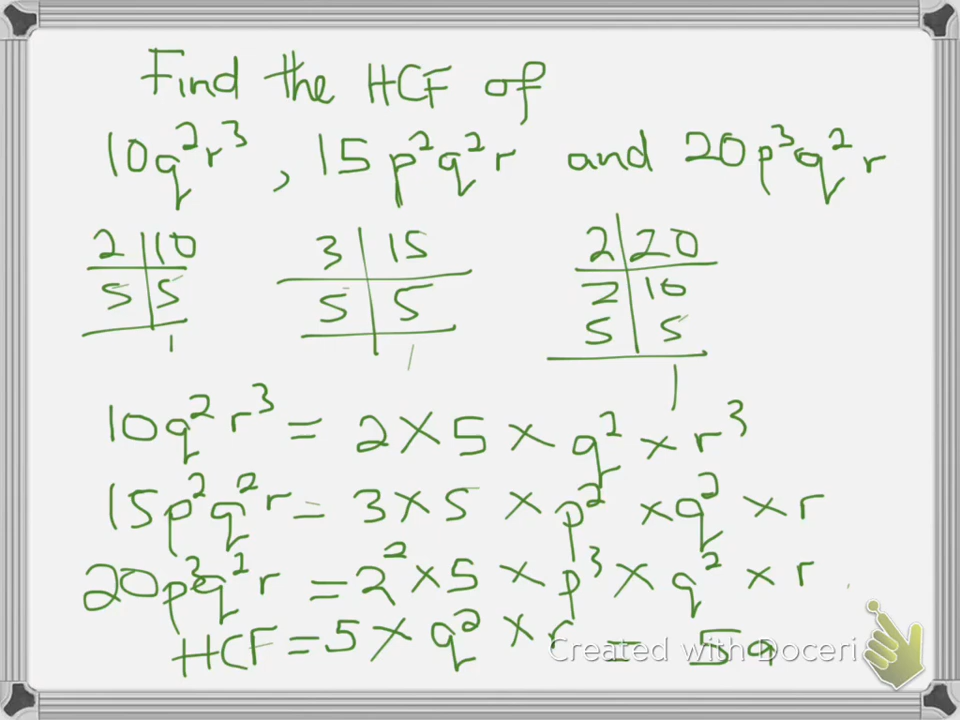 Find the HCF of
10q²r³, 15p²q²r and 20p³q²r
2 | 10   3 | 15   2 | 20
5 | 5   5 | 5   2 | 10
1   1   5 | 5
1
10q²r³ = 2 × 5 × q² × r³
15p²q²r = 3 × 5 × p² × q² × r
20p³q²r = 2² × 5 × p³ × q² × r
HCF = 5 × q² × r = 5q
Created with Doceri